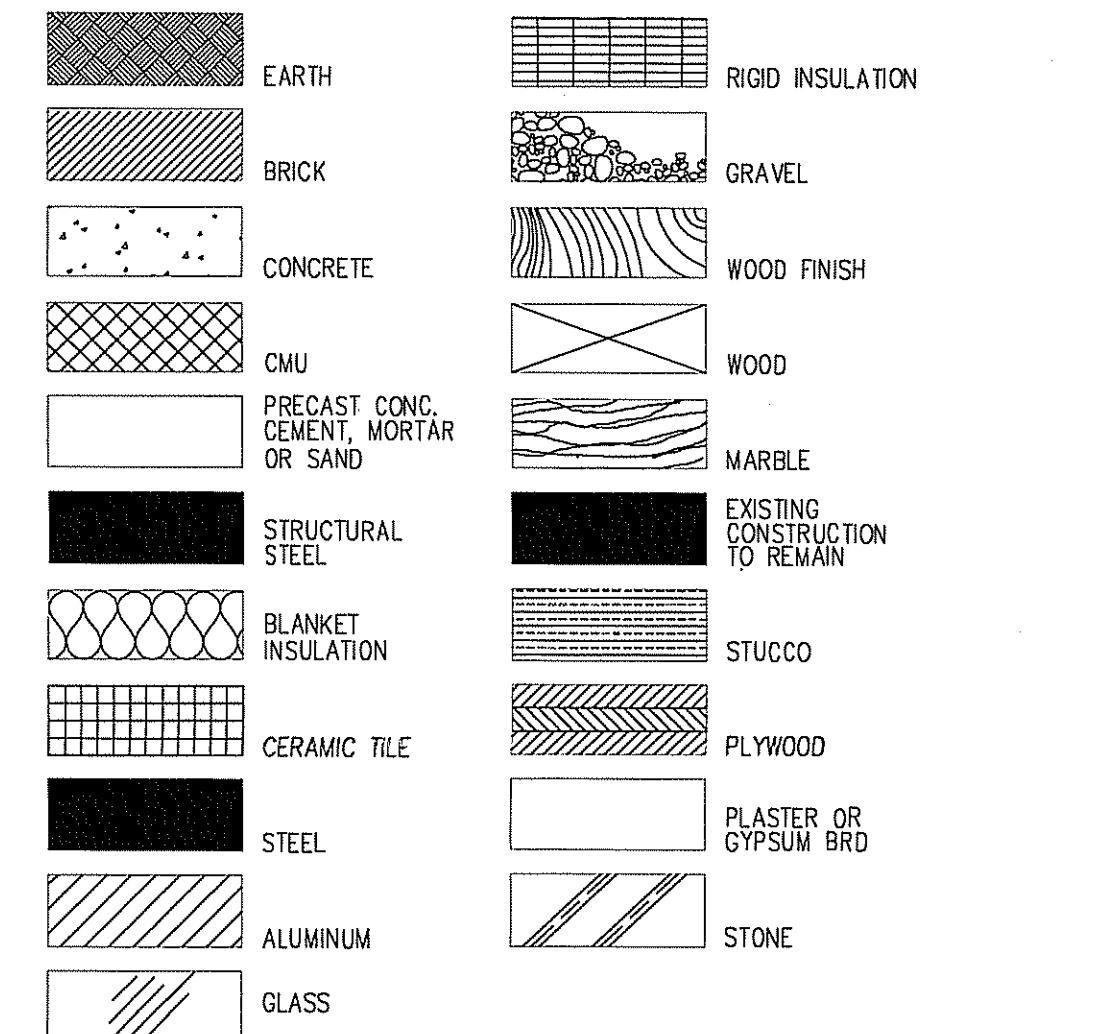 EARTH
BRICK
CONCRETE
CMU
PRECAST CONC.
CEMENT, MORTAR
OR SAND
STRUCTURAL
STEEL
BLANKET
INSULATION
CERAMIC TILE
STEEL
ALUMINUM
GLASS
RIGID INSULATION
GRAVEL
WOOD FINISH
WOOD
MARBLE
EXISTING
CONSTRUCTION
TO REMAIN
STUCCO
PLYWOOD
PLASTER OR
GYPSUM BRD
STONE